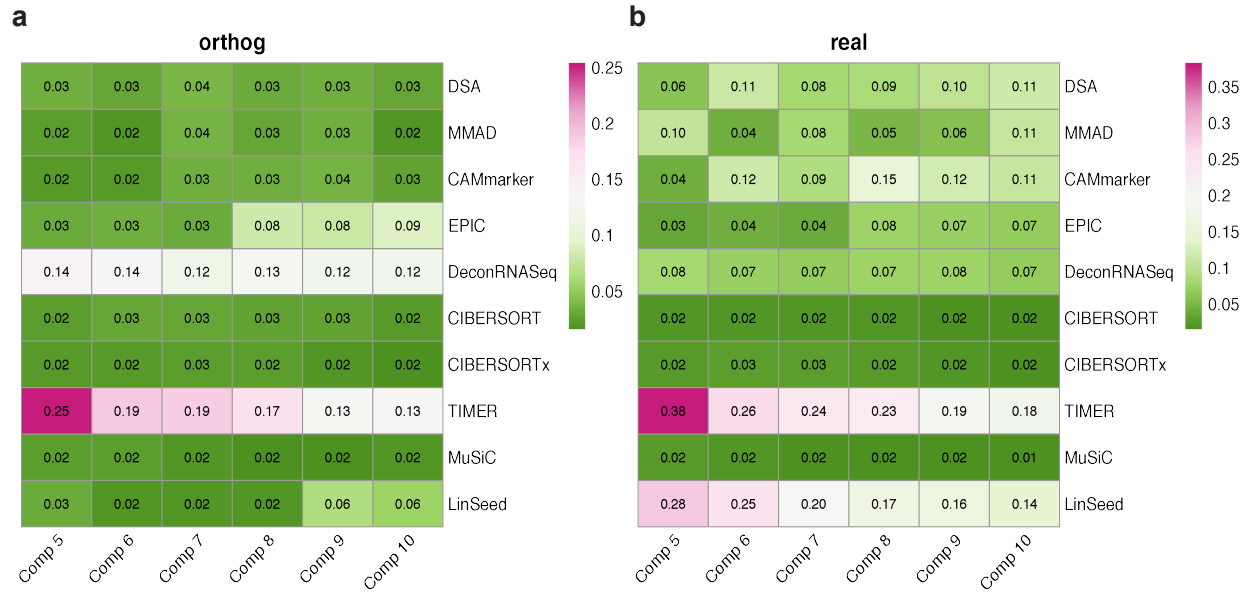 a
orthog
0.03 0.03 0.04 0.03 0.03 0.03 DSA
0.02 0.02 0.04 0.03 0.03 0.02 MMAD
0.02 0.02 0.03 0.03 0.04 0.03 CAMmarker
0.03 0.03 0.03 0.08 0.08 0.09 EPIC
0.14 0.14 0.12 0.13 0.12 0.12 DeconRNASeq
0.02 0.03 0.03 0.03 0.03 0.02 CIBERSORT
0.02 0.02 0.03 0.02 0.02 0.02 CIBERSORTx
0.25 0.19 0.19 0.17 0.13 0.13 TIMER
0.02 0.02 0.02 0.02 0.02 0.02 MuSiC
0.03 0.02 0.02 0.02 0.06 0.06 LinSeed
Comp 5 Comp 6 Comp 7 Comp 8 Comp 9 Comp 10
0.25
0.2
0.15
0.1
0.05
b
real
0.06 0.11 0.08 0.09 0.10 0.11 DSA
0.10 0.04 0.08 0.05 0.06 0.11 MMAD
0.04 0.12 0.09 0.15 0.12 0.11 CAMmarker
0.03 0.04 0.04 0.08 0.07 0.07 EPIC
0.08 0.07 0.07 0.07 0.08 0.07 DeconRNASeq
0.02 0.02 0.02 0.02 0.02 0.02 CIBERSORT
0.02 0.03 0.03 0.02 0.02 0.02 CIBERSORTx
0.38 0.26 0.24 0.23 0.19 0.18 TIMER
0.02 0.02 0.02 0.02 0.02 0.01 MuSiC
0.28 0.25 0.20 0.17 0.16 0.14 LinSeed
Comp 5 Comp 6 Comp 7 Comp 8 Comp 9 Comp 10
0.35
0.3
0.25
0.2
0.15
0.1
0.05